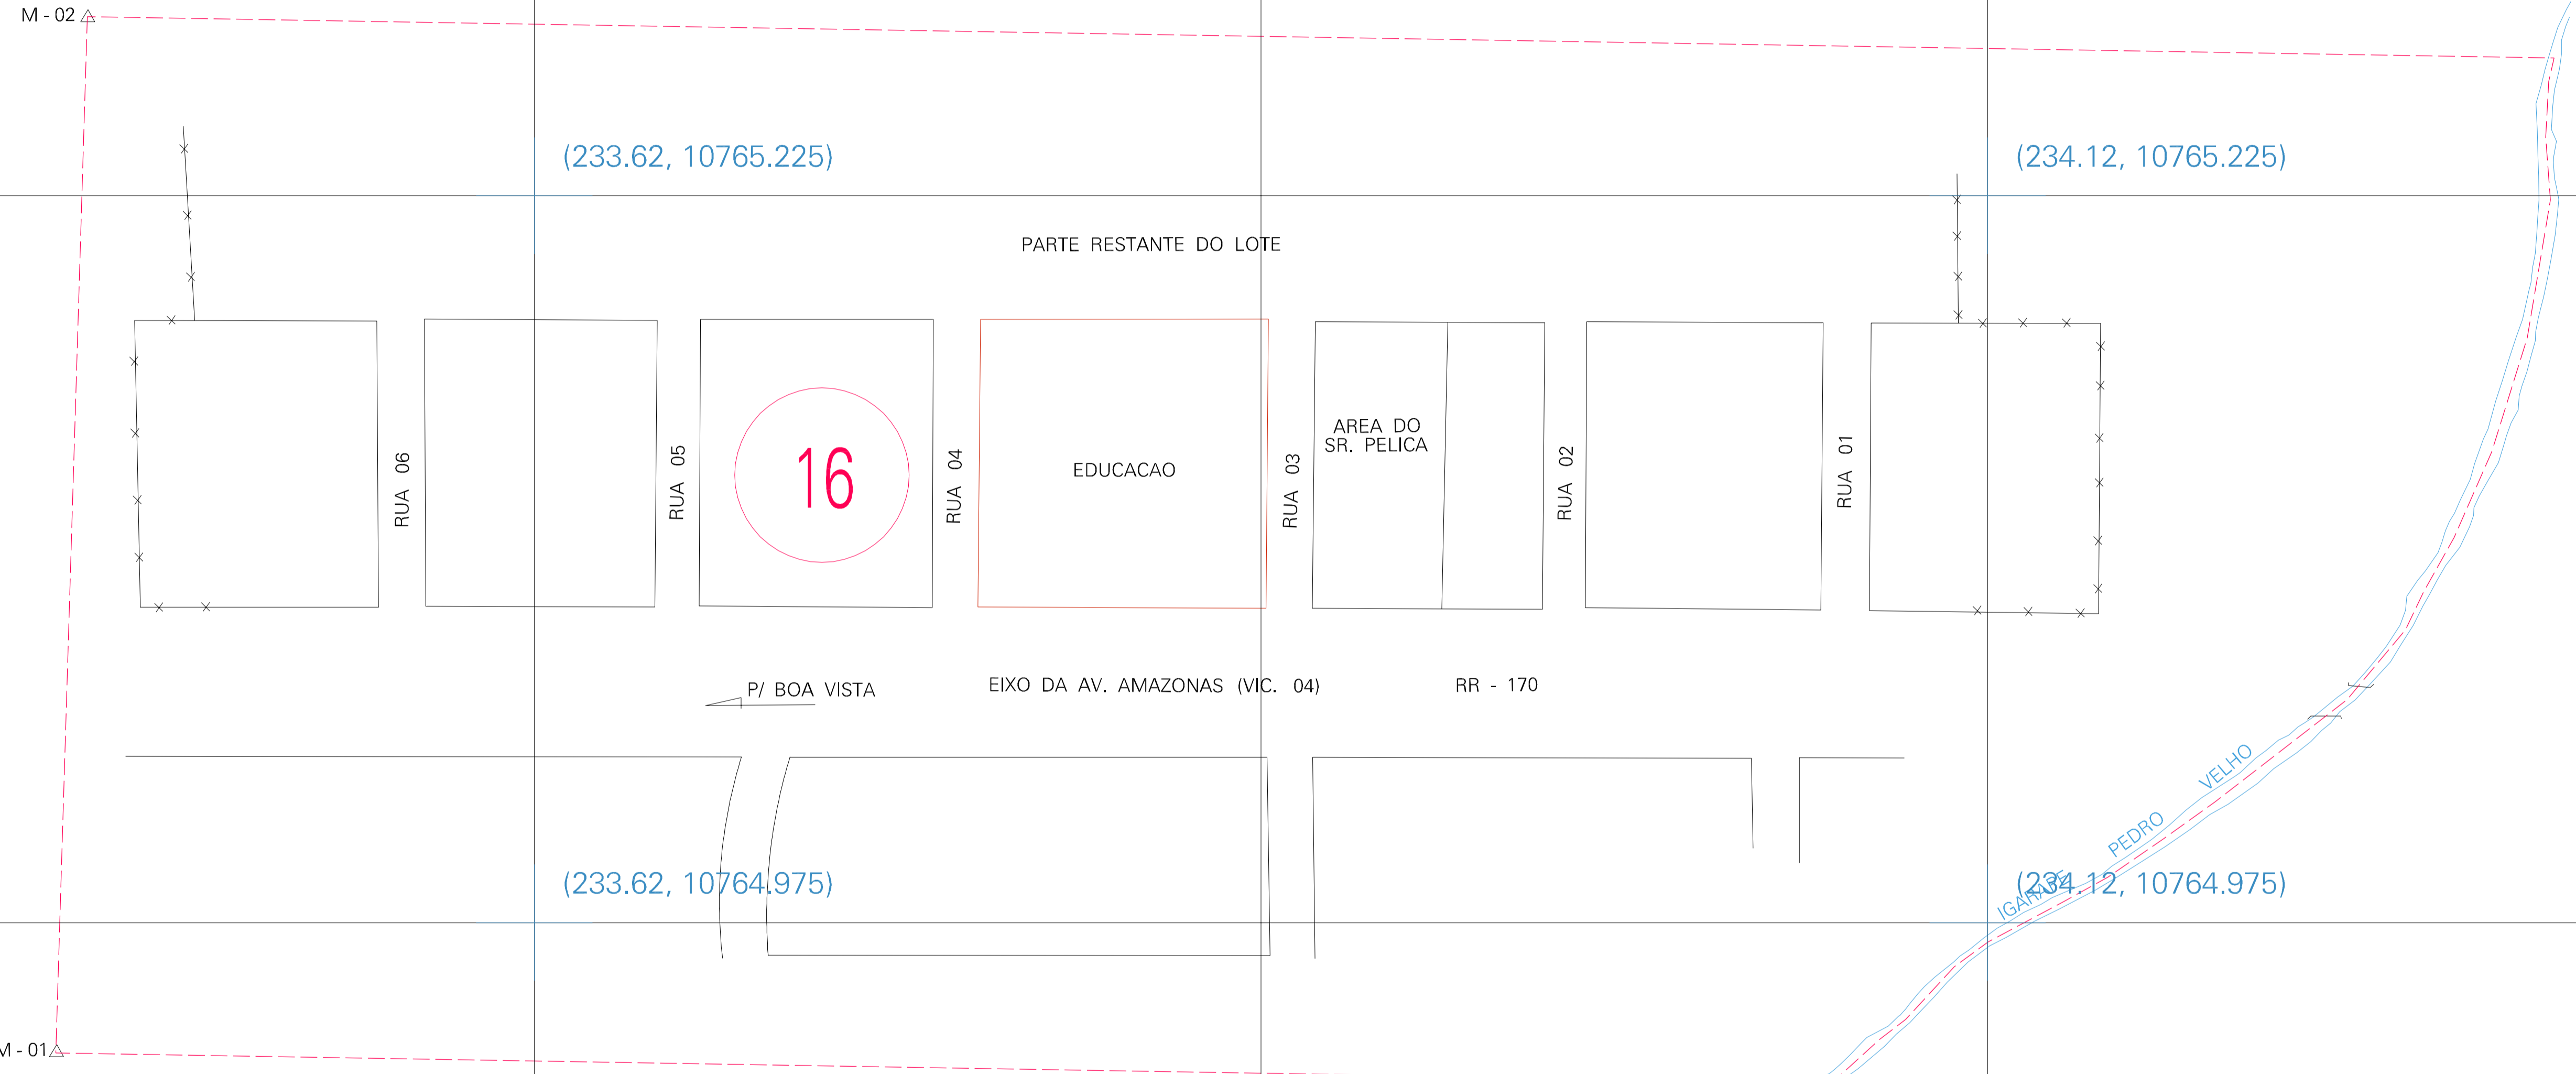 M - 02
(233.62, 10765.225)
(234.12, 10765.225)
PARTE RESTANTE DO LOTE
RUA 06
RUA 05
16
RUA 04
EDUCACAO
RUA 03
AREA DO
SR. PELICA
RUA 02
RUA 01
P/ BOA VISTA
EIXO DA AV. AMAZONAS (VIC. 04)
RR - 170
IGARAPE PEDRO VELHO
(233.62, 10764.975)
(234.12, 10764.975)
M - 01